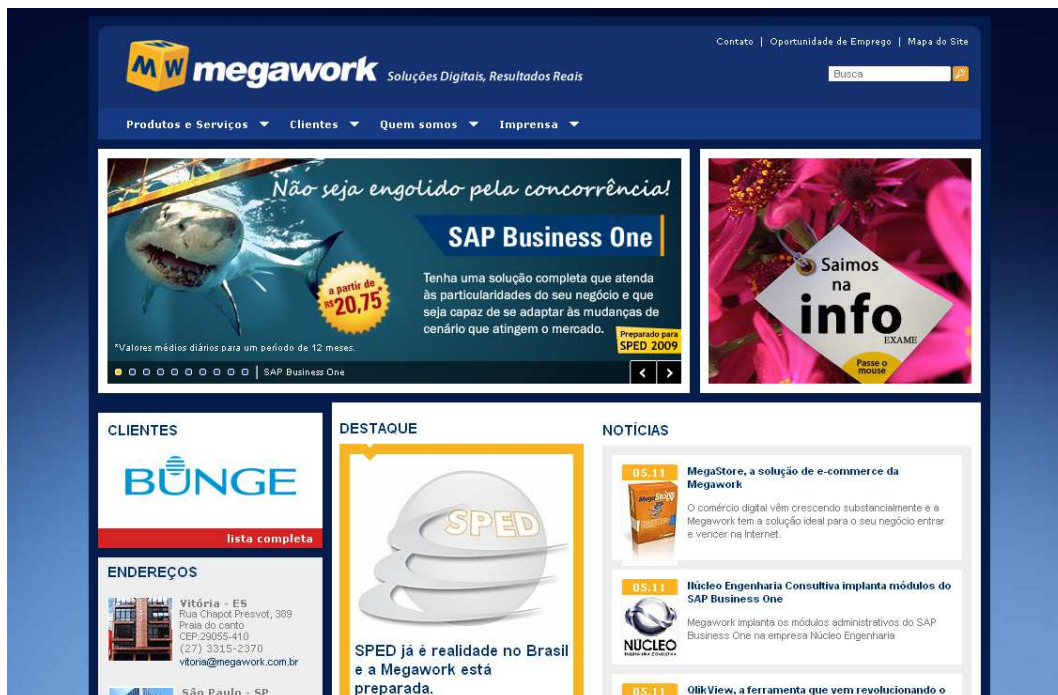 Contato | Oportunidade de Emprego | Mapa do Site
MW megawork Soluções Digitais, Resultados Reais
Busca
Produtos e Serviços Clientes Quem somos Imprensa
Não seja engolido pela concorrência!
SAP Business One
Tenha uma solução completa que atenda
às particularidades do seu negócio e que
seja capaz de se adaptar às mudanças de
cenário que atingem o mercado.
a partir de
R$20,75*
Preparado para
SPED 2009
*Valores médios diários para um período de 12 meses.
SAP Business One
Saimos
na
info
EXAME
Passe o
mouse
CLIENTES
BUNGE
lista completa
ENDEREÇOS
Vitória - ES
Rua Chapot Presvot, 389
Praia do canto
CEP:29055-410
(27) 3315-2370
vitoria@megawork.com.br
São Paulo - SP
DESTAQUE
SPED
SPED já é realidade no Brasil
e a Megawork está
preparada.
NOTÍCIAS
05.11
MegaStore, a solução de e-commerce da
Megawork
MegaStore
O comércio digital vêm crescendo substancialmente e a
Megawork tem a solução ideal para o seu negócio entrar
e vencer na Internet.
05.11
Núcleo Engenharia Consultiva implanta módulos do
SAP Business One
Megawork implanta os módulos administrativos do SAP
Business One na empresa Núcleo Engenharia
NÚCLEO
ENGENHARIA CONSULTIVA
05.11
QlikView, a ferramenta que vem revolucionando o